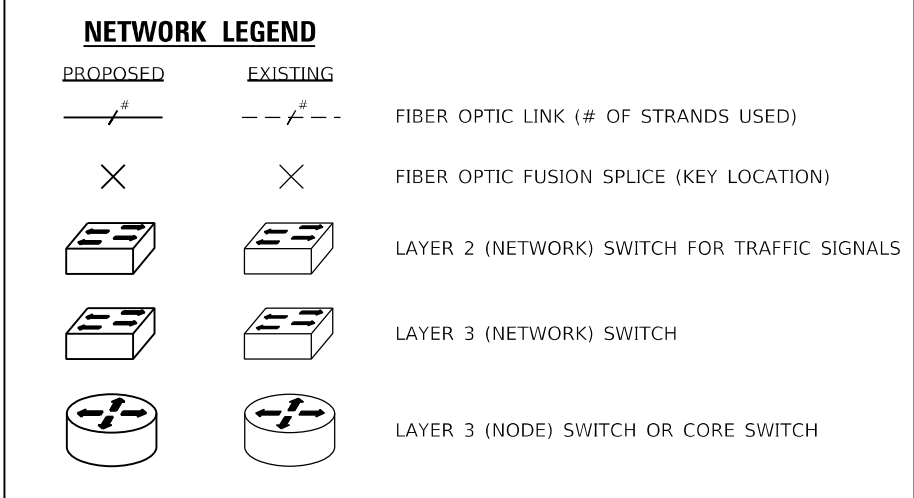 NETWORK LEGEND
PROPOSED EXISTING
# # FIBER OPTIC LINK (# OF STRANDS USED)
FIBER OPTIC FUSION SPLICE (KEY LOCATION)
LAYER 2 (NETWORK) SWITCH FOR TRAFFIC SIGNALS
LAYER 3 (NETWORK) SWITCH
LAYER 3 (NODE) SWITCH OR CORE SWITCH